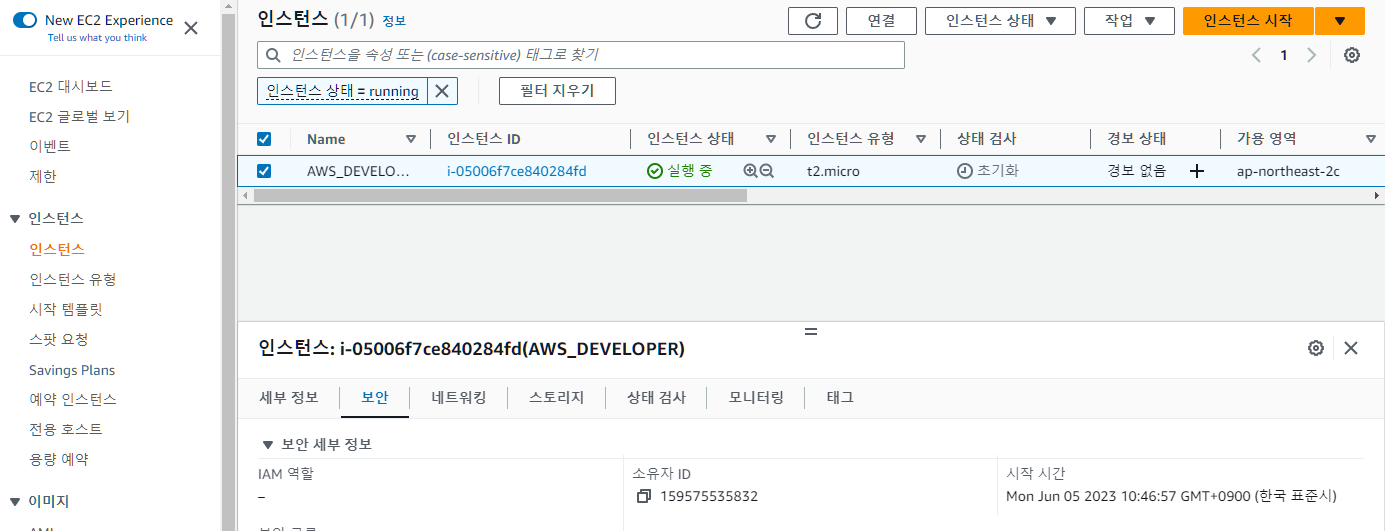 New EC2 Experience
Tell us what you think
EC2 대시보드
EC2 글로벌 보기
이벤트
제한
인스턴스
인스턴스
인스턴스 유형
시작 템플릿
스팟 요청
Savings Plans
예약 인스턴스
전용 호스트
용량 예약
이미지
인스턴스 (1/1) 정보
연결 인스턴스 상태 작업 인스턴스 시작
인스턴스을 속성 또는 (case-sensitive) 태그로 찾기
1
인스턴스 상태 = running 필터 지우기
Name 인스턴스 ID 인스턴스 상태 인스턴스 유형 상태 검사 경보 상태 가용 영역
AWS_DEVELO... i-05006f7ce840284fd 실행 중 t2.micro 초기화 경보 없음 ap-northeast-2c
인스턴스: i-05006f7ce840284fd(AWS_DEVELOPER)
세부 정보 보안 네트워킹 스토리지 상태 검사 모니터링 태그
보안 세부 정보
IAM 역할 소유자 ID 시작 시간
– 159575535832 Mon Jun 05 2023 10:46:57 GMT+0900 (한국 표준시)